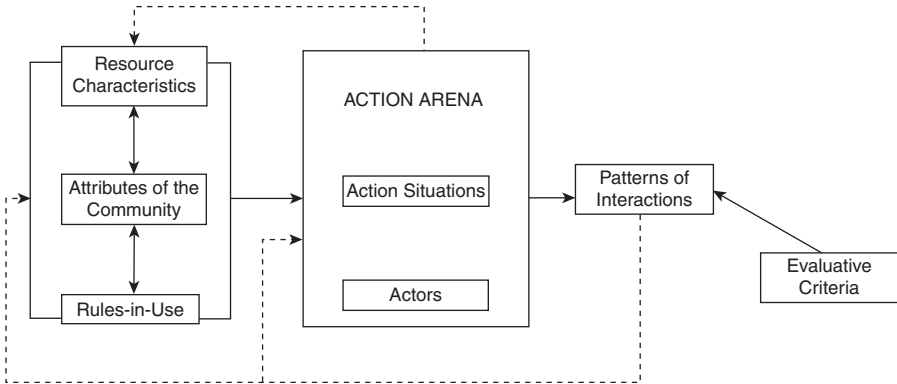 Resource
Characteristics
ACTION ARENA
Attributes of the
Community
Action Situations
Patterns of
Interactions
Evaluative
Criteria
Rules-in-Use
Actors